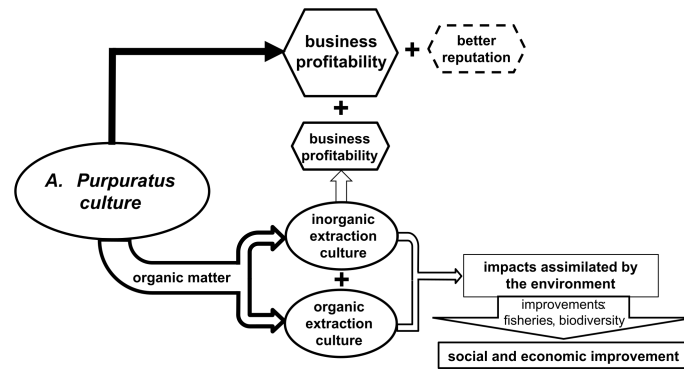 business
profitability
+
better
reputation
+
business
profitability
A. Purpuratus
culture
inorganic
extraction
culture
organic matter
+
organic
extraction
culture
impacts assimilated by
the environment
improvements:
fisheries, biodiversity
social and economic improvement